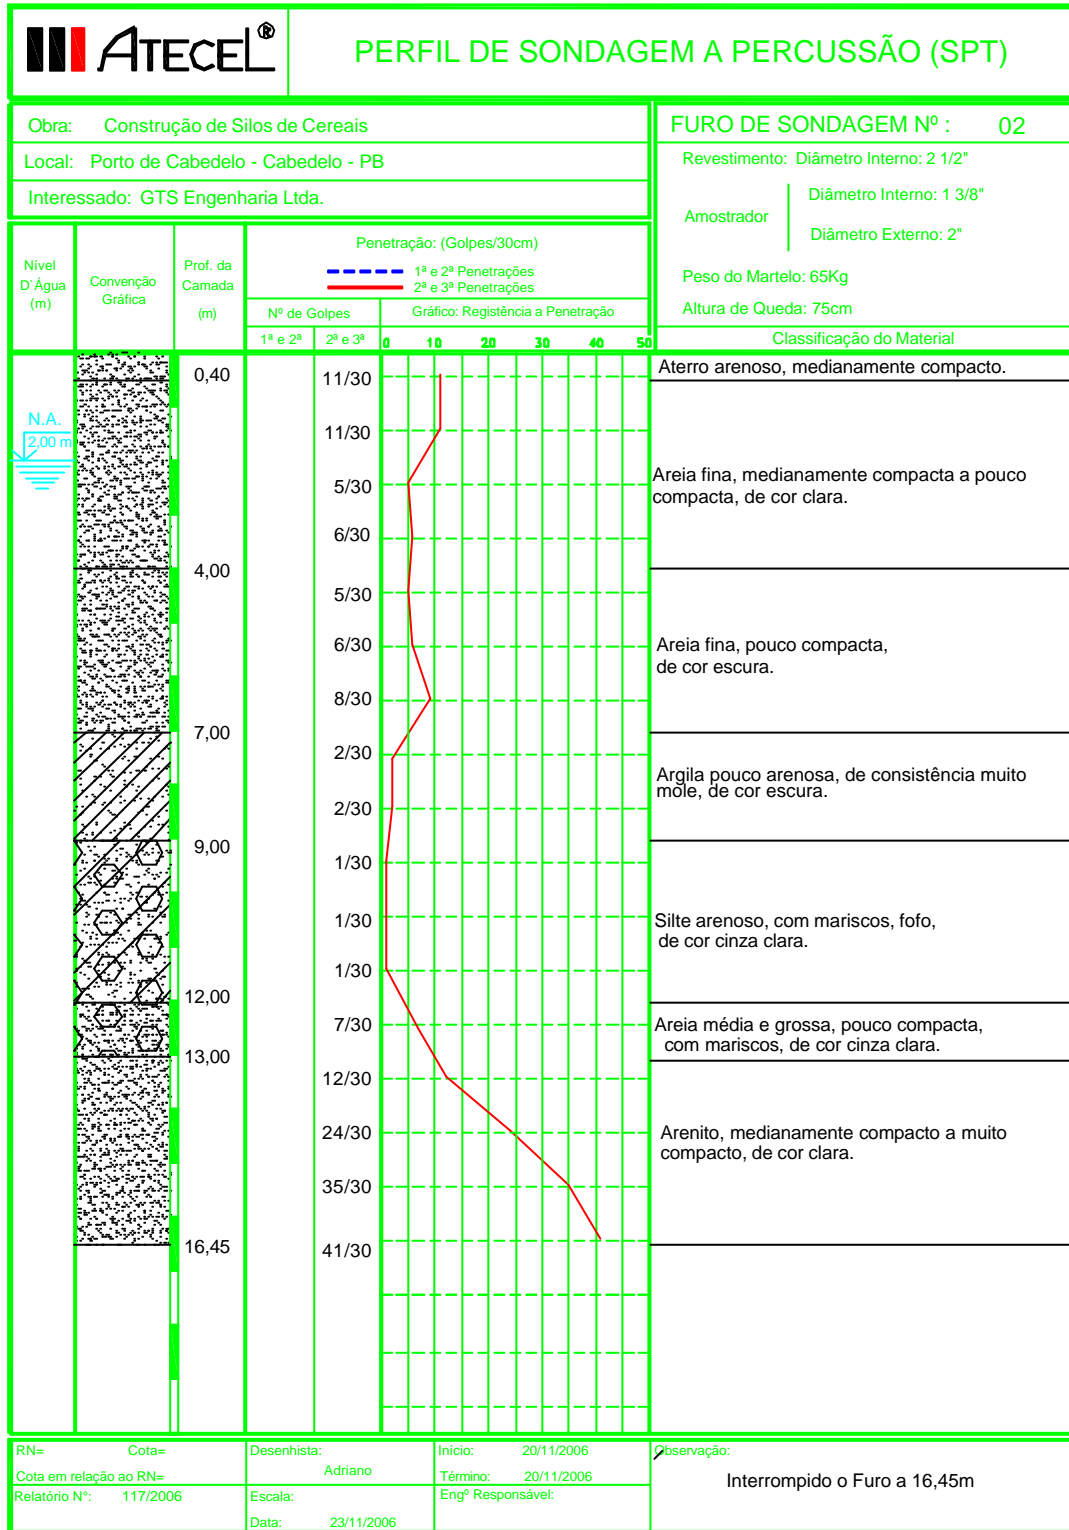 ATECEL®
PERFIL DE SONDAGEM A PERCUSSÃO (SPT)
Obra: Construção de Silos de Cereais
Local: Porto de Cabedelo - Cabedelo - PB
Interessado: GTS Engenharia Ltda.
FURO DE SONDAGEM Nº : 02
Revestimento: Diâmetro Interno: 2 1/2"
Amostrador
Diâmetro Interno: 1 3/8"
Diâmetro Externo: 2"
Peso do Martelo: 65Kg
Altura de Queda: 75cm
Classificação do Material
Nível
D'Água
(m)
Convenção
Gráfica
Prof. da
Camada
(m)
Penetração: (Golpes/30cm)
1ª e 2ª Penetrações
2ª e 3ª Penetrações
Nº de Golpes
Gráfico: Registência a Penetração
1ª e 2ª
2ª e 3ª
0 10 20 30 40 50
N.A.
2,00 m
0,40
4,00
7,00
9,00
12,00
13,00
16,45
11/30
11/30
5/30
6/30
5/30
6/30
8/30
2/30
2/30
1/30
1/30
1/30
7/30
12/30
24/30
35/30
41/30
Aterro arenoso, medianamente compacto.
Areia fina, medianamente compacta a pouco
compacta, de cor clara.
Areia fina, pouco compacta,
de cor escura.
Argila pouco arenosa, de consistência muito
mole, de cor escura.
Silte arenoso, com mariscos, fofo,
de cor cinza clara.
Areia média e grossa, pouco compacta,
com mariscos, de cor cinza clara.
Arenito, medianamente compacto a muito
compacto, de cor clara.
RN= Cota=
Cota em relação ao RN=
Relatório N°: 117/2006
Desenhista:
Adriano
Escala:
Data: 23/11/2006
Início: 20/11/2006
Término: 20/11/2006
Engº Responsável:
Observação:
Interrompido o Furo a 16,45m